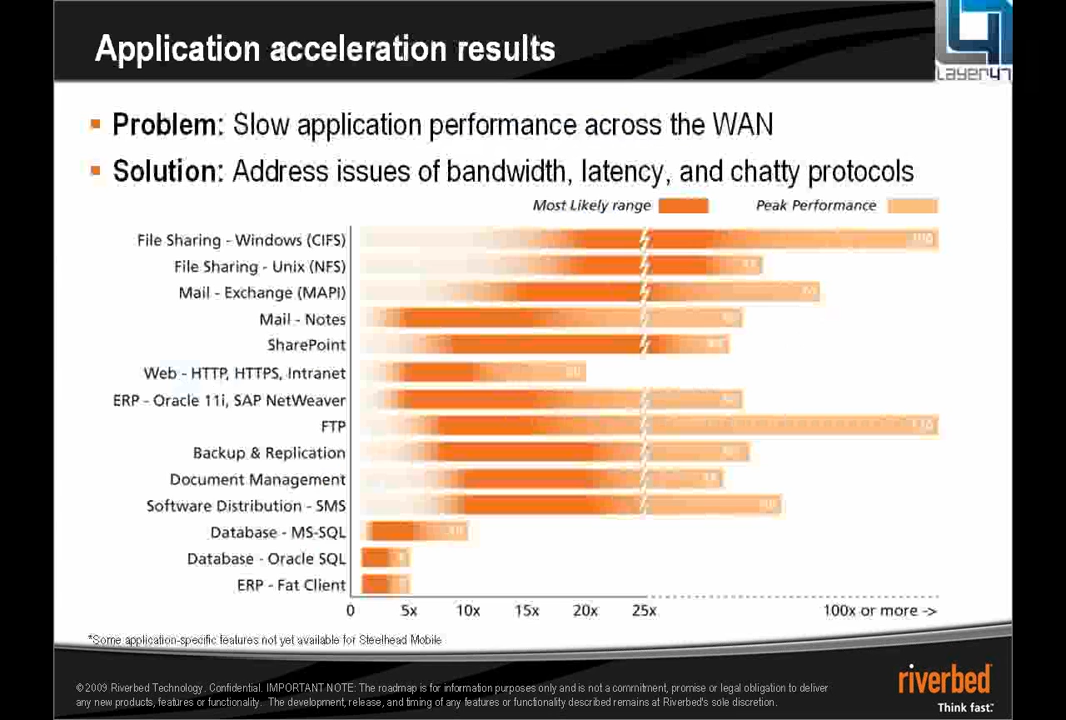 Application acceleration results
Layer47
Problem: Slow application performance across the WAN
Solution: Address issues of bandwidth, latency, and chatty protocols
Most Likely range
Peak Performance
File Sharing - Windows (CIFS)
File Sharing - Unix (NFS)
Mail - Exchange (MAPI)
Mail - Notes
SharePoint
Web - HTTP, HTTPS, Intranet
ERP - Oracle 11i, SAP NetWeaver
FTP
Backup & Replication
Document Management
Software Distribution - SMS
Database - MS-SQL
Database - Oracle SQL
ERP - Fat Client
0 5x 10x 15x 20x 25x 100x or more ->
*Some application-specific features not yet available for Steelhead Mobile
© 2009 Riverbed Technology. Confidential. IMPORTANT NOTE: The roadmap is for information purposes only and is not a commitment, promise or legal obligation to deliver
any new products, features or functionality. The development, release, and timing of any features or functionality described remains at Riverbed's sole discretion.
riverbed
Think fast.™